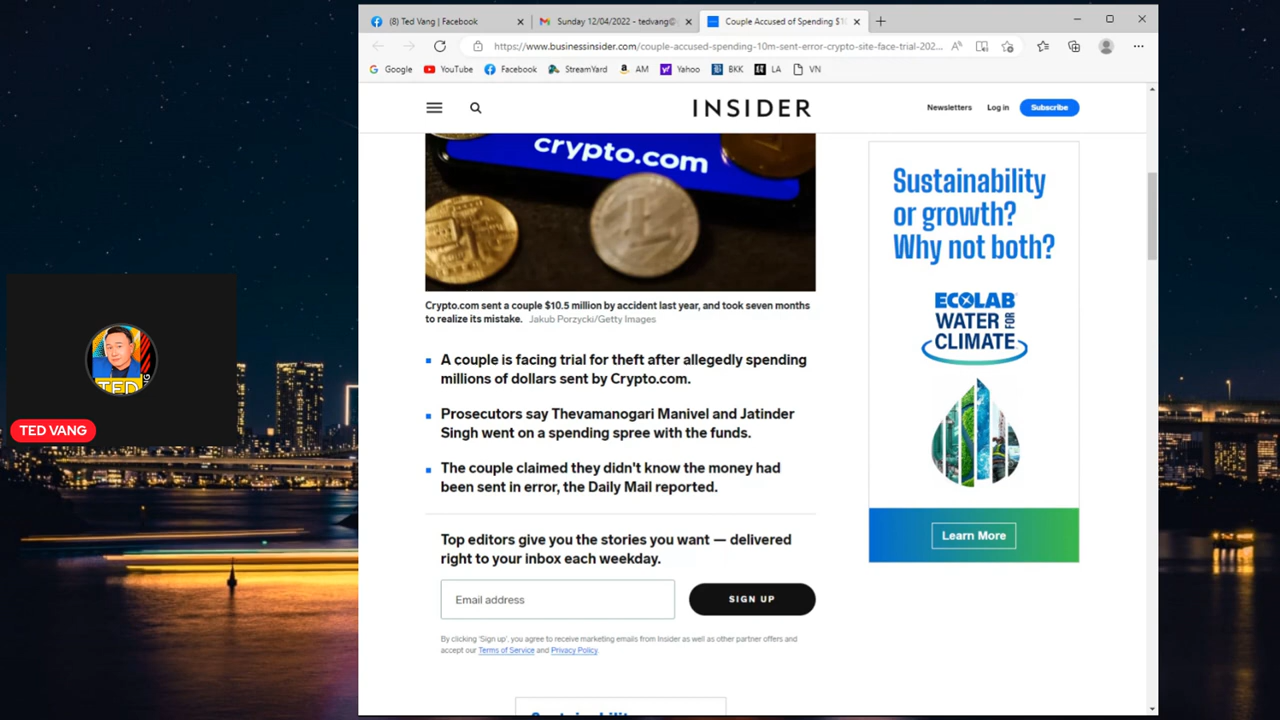 (8) Ted Vang | Facebook
Sunday 12/04/2022 - tedvang@
Couple Accused of Spending $10
https://www.businessinsider.com/couple-accused-spending-10m-sent-error-crypto-site-face-trial-202...
Google YouTube Facebook StreamYard AM Yahoo BKK LA VN
INSIDER
Newsletters Log in Subscribe
crypto.com
Crypto.com sent a couple $10.5 million by accident last year, and took seven months
to realize its mistake. Jakub Porzycki/Getty Images
A couple is facing trial for theft after allegedly spending
millions of dollars sent by Crypto.com.
Prosecutors say Thevamanogari Manivel and Jatinder
Singh went on a spending spree with the funds.
The couple claimed they didn't know the money had
been sent in error, the Daily Mail reported.
Top editors give you the stories you want — delivered
right to your inbox each weekday.
Email address
SIGN UP
By clicking 'Sign up', you agree to receive marketing emails from Insider as well as other partner offers and
accept our Terms of Service and Privacy Policy.
Sustainability
or growth?
Why not both?
ECOLAB
WATER FOR
CLIMATE
Learn More
TED
TED VANG